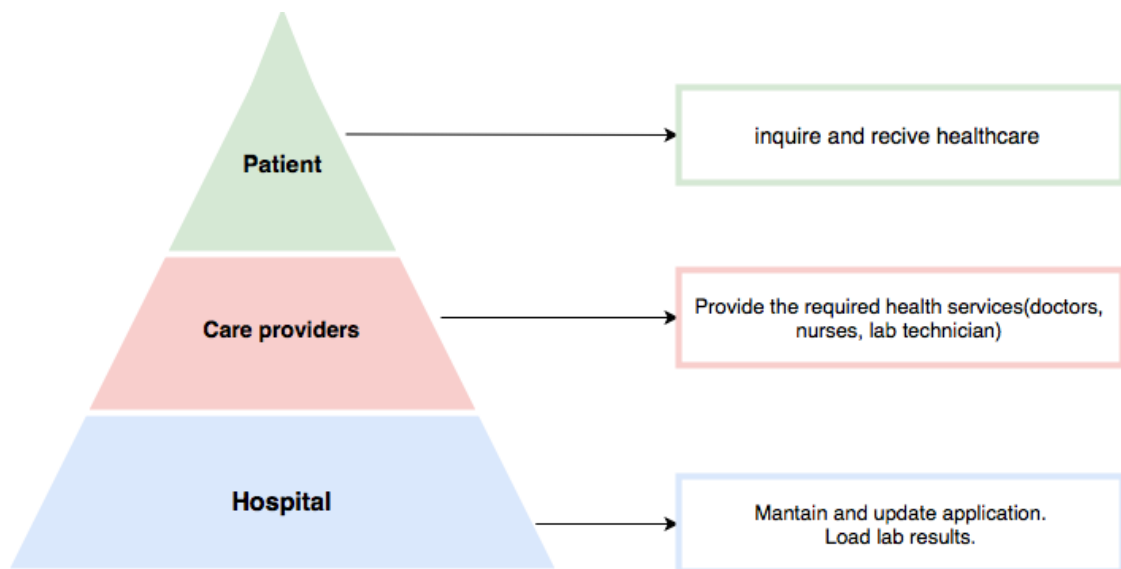 Patient
inquire and recive healthcare
Care providers
Provide the required health services(doctors,
nurses, lab technician)
Hospital
Mantain and update application.
Load lab results.